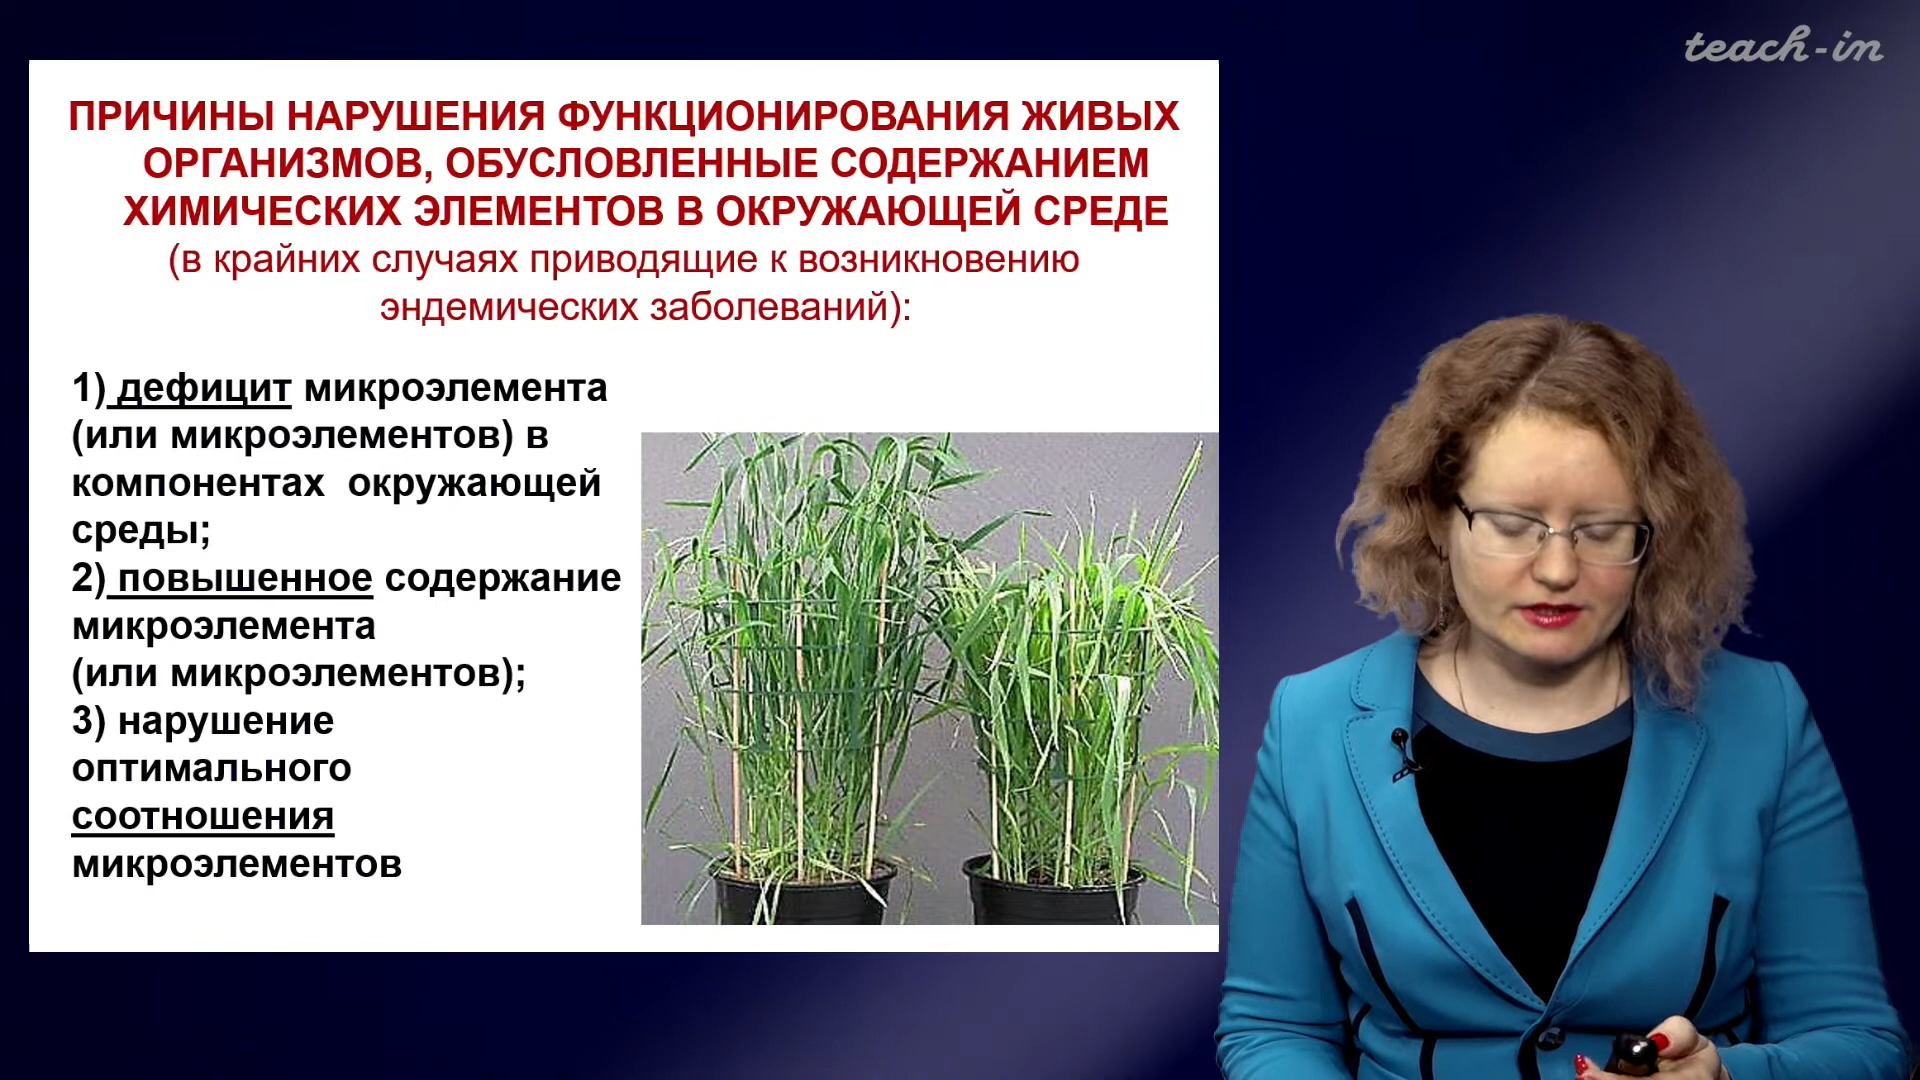 teach-in
ПРИЧИНЫ НАРУШЕНИЯ ФУНКЦИОНИРОВАНИЯ ЖИВЫХ
ОРГАНИЗМОВ, ОБУСЛОВЛЕННЫЕ СОДЕРЖАНИЕМ
ХИМИЧЕСКИХ ЭЛЕМЕНТОВ В ОКРУЖАЮЩЕЙ СРЕДЕ
(в крайних случаях приводящие к возникновению
эндемических заболеваний):
1) дефицит микроэлемента
(или микроэлементов) в
компонентах окружающей
среды;
2) повышенное содержание
микроэлемента
(или микроэлементов);
3) нарушение
оптимального
соотношения
микроэлементов